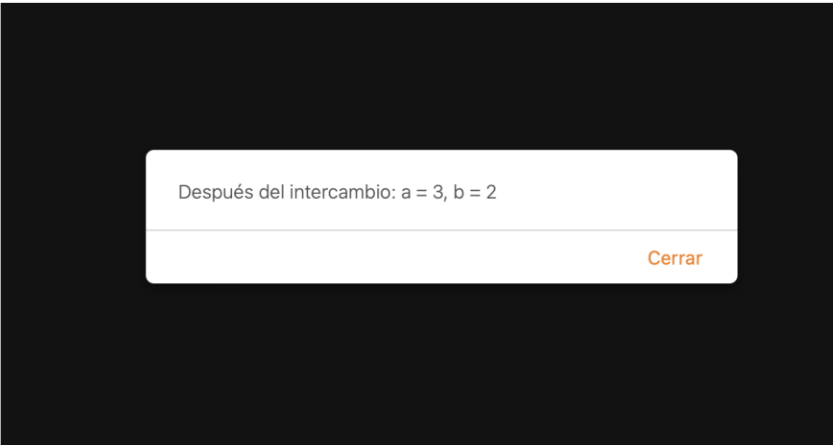 Después del intercambio: a = 3, b = 2
Cerrar